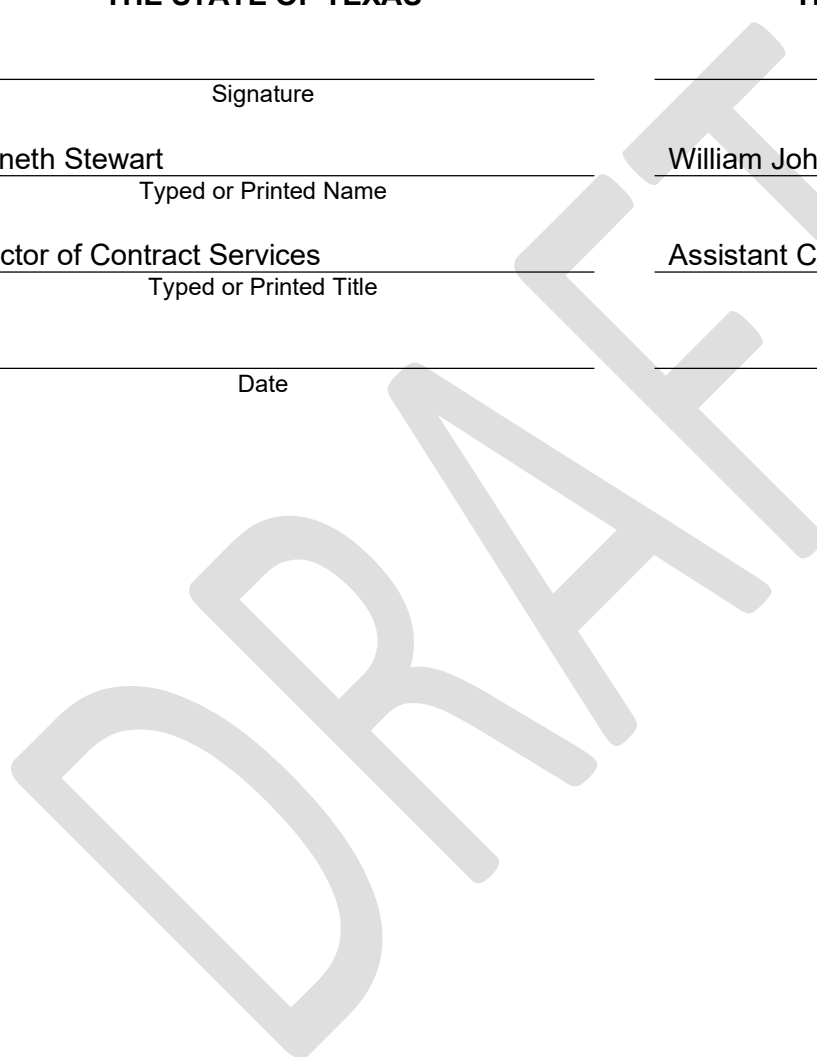 THE STATE OF TEXAS
Signature
neth Stewart
William Joh
Typed or Printed Name
ctor of Contract Services
Assistant C
Typed or Printed Title
Date
DRAFT